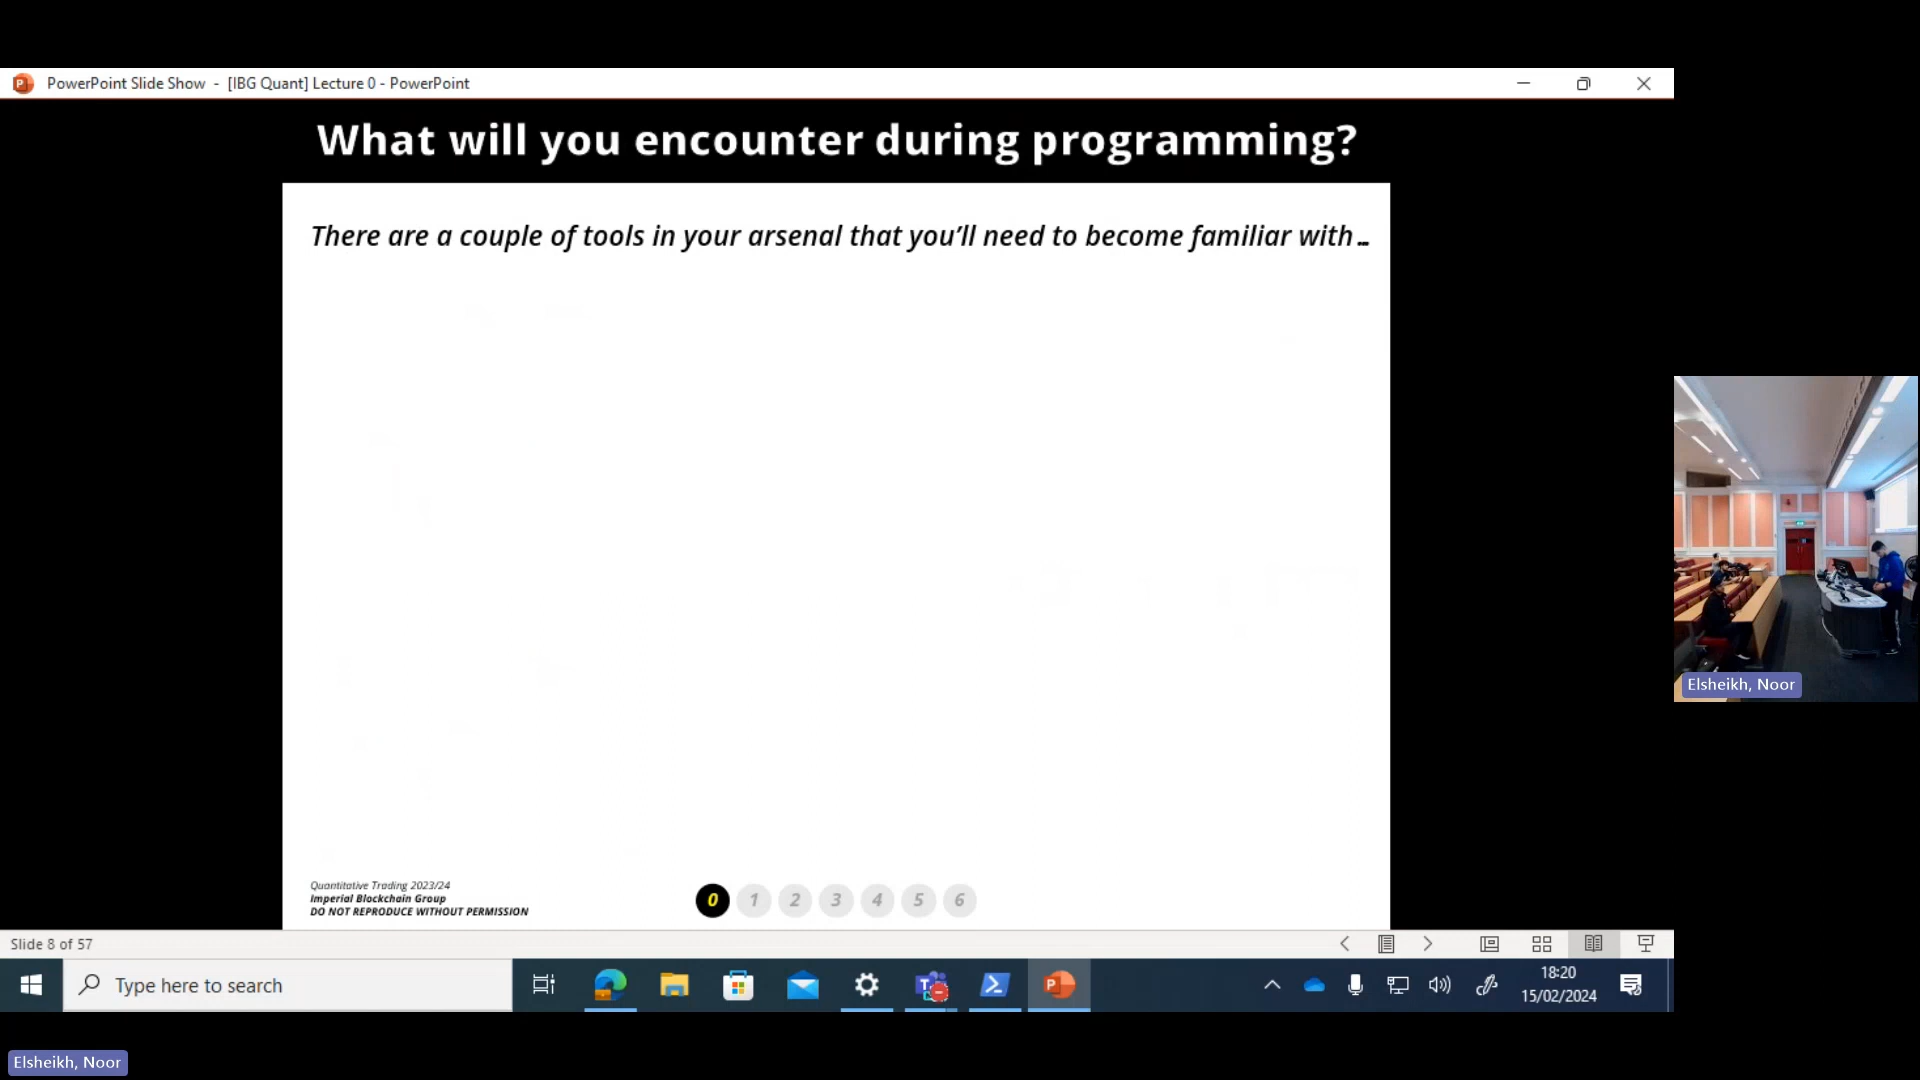 PowerPoint Slide Show - [IBG Quant] Lecture 0 - PowerPoint
What will you encounter during programming?
There are a couple of tools in your arsenal that you'll need to become familiar with...
Elsheikh, Noor
Quantitative Trading 2023/24
Imperial Blockchain Group
DO NOT REPRODUCE WITHOUT PERMISSION
0 1 2 3 4 5 6
Slide 8 of 57
Type here to search
18:20
15/02/2024
Elsheikh, Noor